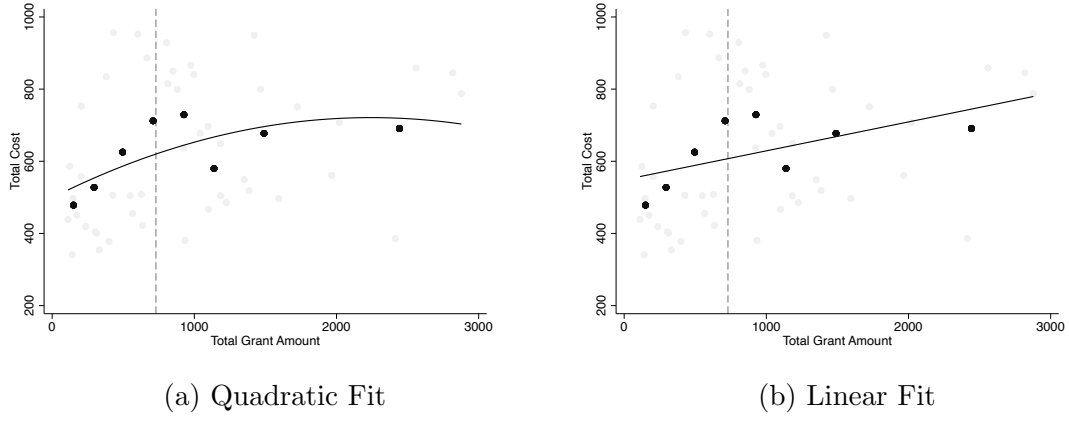 1000
800
600
400
200
Total Cost
0 1000 2000 3000
Total Grant Amount
(a) Quadratic Fit
1000
800
600
400
200
Total Cost
0 1000 2000 3000
Total Grant Amount
(b) Linear Fit